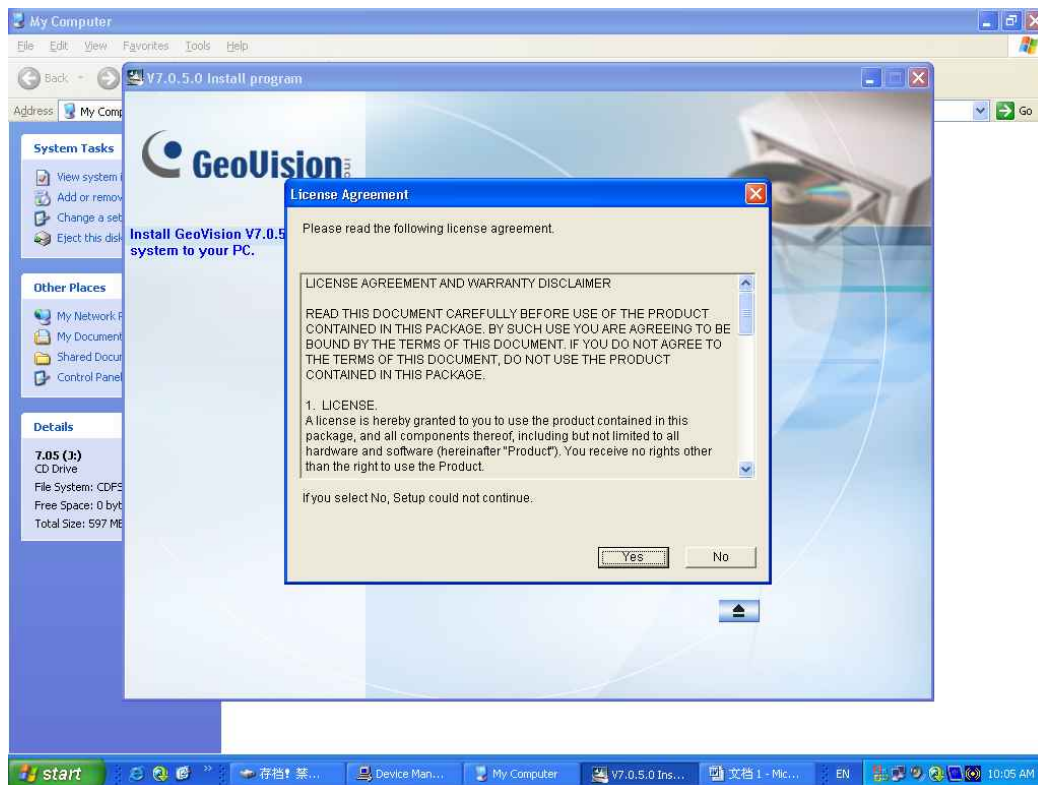 My Computer
File Edit View Favorites Tools Help
Back
Address My Comp
Go
System Tasks
View system i
Add or remov
Change a set
Eject this disk
Other Places
My Network P
My Document
Shared Docur
Control Panel
Details
7.05 (J:)
CD Drive
File System: CDFS
Free Space: 0 byt
Total Size: 597 MB
V7.0.5.0 Install program
GeoVision
Install GeoVision V7.0.5
system to your PC.
License Agreement
Please read the following license agreement.
LICENSE AGREEMENT AND WARRANTY DISCLAIMER
READ THIS DOCUMENT CAREFULLY BEFORE USE OF THE PRODUCT
CONTAINED IN THIS PACKAGE. BY SUCH USE YOU ARE AGREEING TO BE
BOUND BY THE TERMS OF THIS DOCUMENT. IF YOU DO NOT AGREE TO
THE TERMS OF THIS DOCUMENT, DO NOT USE THE PRODUCT
CONTAINED IN THIS PACKAGE.
1. LICENSE.
A license is hereby granted to you to use the product contained in this
package, and all components thereof, including but not limited to all
hardware and software (hereinafter "Product"). You receive no rights other
than the right to use the Product.
If you select No, Setup could not continue.
Yes No
start 存档! 禁... Device Man... My Computer V7.0.5.0 Ins... 文档 1 - Mic... EN 10:05 AM